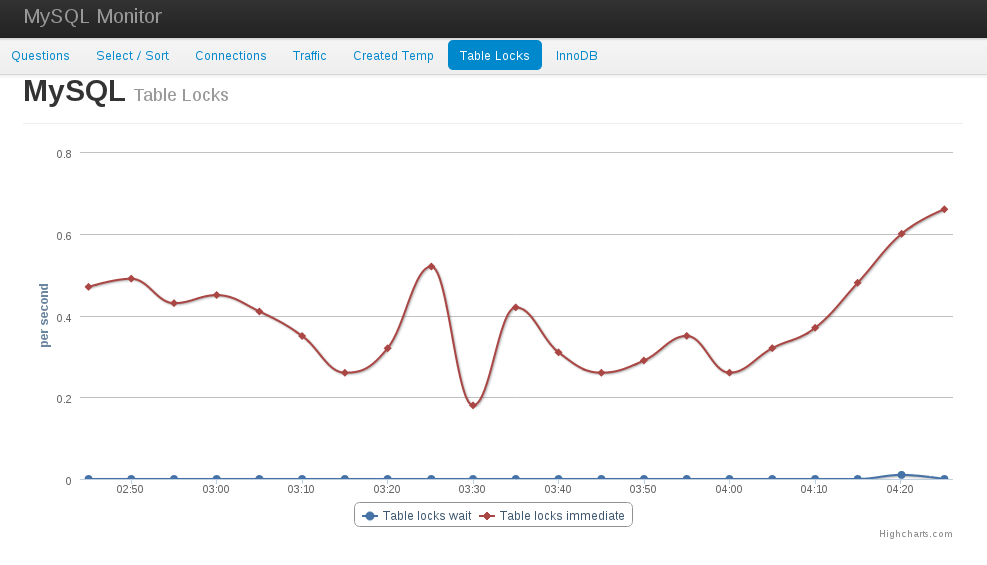 MySQL Monitor
Questions Select / Sort Connections Traffic Created Temp Table Locks InnoDB
MySQL Table Locks
0.8
0.6
0.4
0.2
0
per second
02:50 03:00 03:10 03:20 03:30 03:40 03:50 04:00 04:10 04:20
Table locks wait Table locks immediate
Highcharts.com